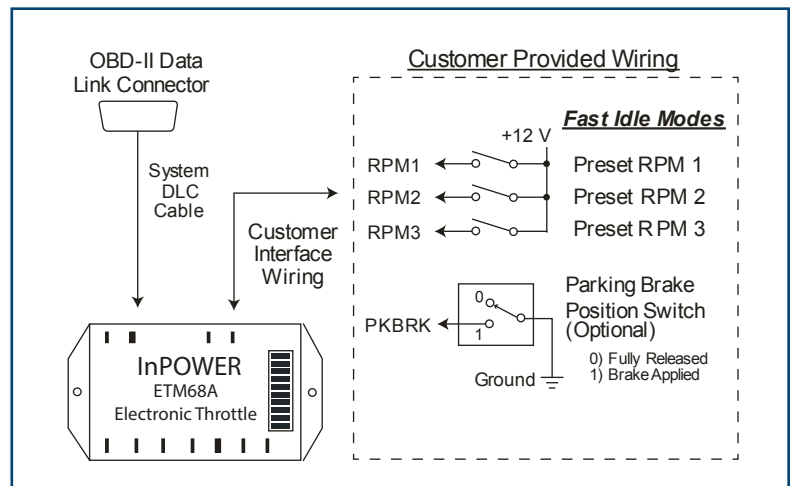 OBD-II Data
Link Connector
System
DLC
Cable
Customer
Interface
Wiring
InPOWER
ETM68A
Electronic Throttle
Customer Provided Wiring
Fast Idle Modes
+12 V
RPM1
Preset RPM 1
RPM2
Preset RPM 2
RPM3
Preset RPM 3
PKBRK
0
1
Ground
Parking Brake
Position Switch
(Optional)
0) Fully Released
1) Brake Applied